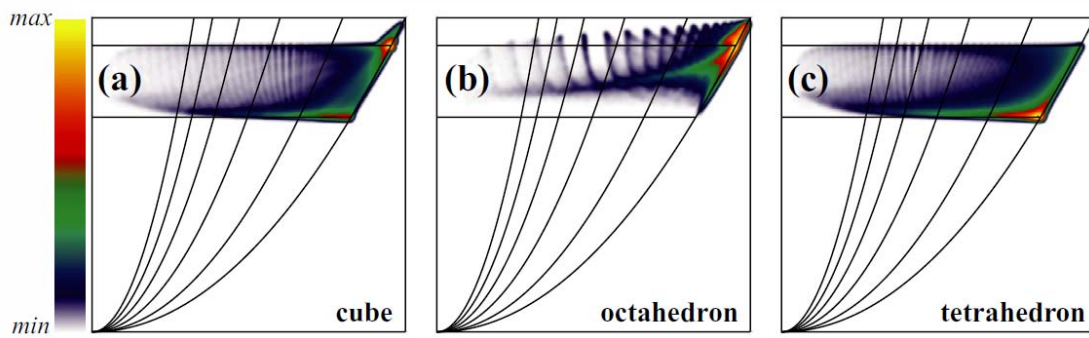 max
min
(a)
cube
(b)
octahedron
(c)
tetrahedron